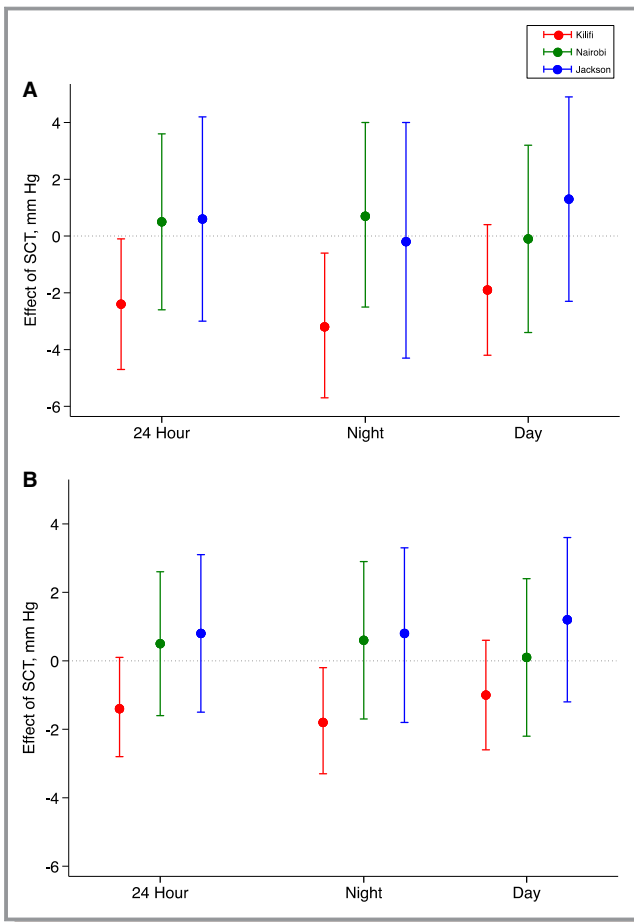 Kilifi
Nairobi
Jackson
A
4
2
0
-2
-4
-6
Effect of SCT, mm Hg
24 Hour Night Day
B
4
2
0
-2
-4
-6
Effect of SCT, mm Hg
24 Hour Night Day